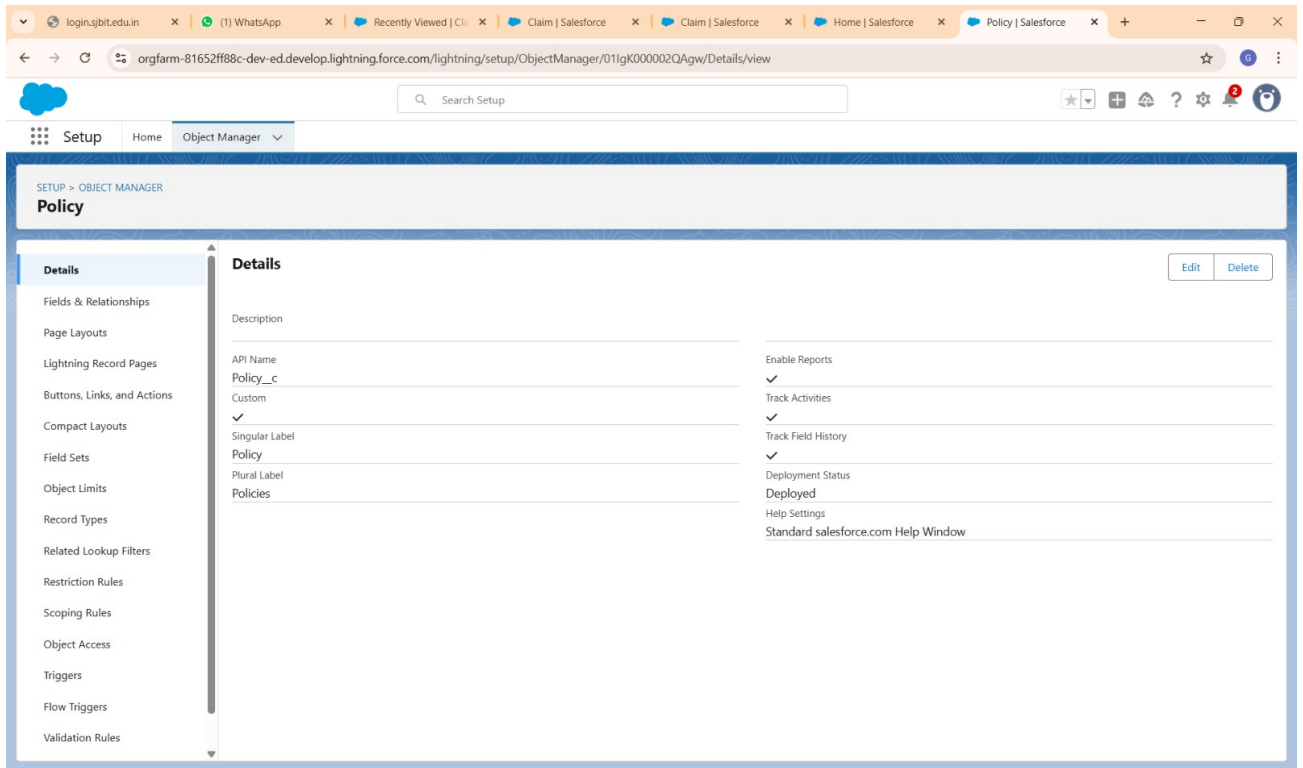 login.sjbit.edu.in
(1) WhatsApp
Recently Viewed | Cl
Claim | Salesforce
Claim | Salesforce
Home | Salesforce
Policy | Salesforce
orgfarm-81652ff88c-dev-ed.develop.lightning.force.com/lightning/setup/ObjectManager/01IgK000002QAgw/Details/view
G
Search Setup
2
Setup
Home
Object Manager
SETUP > OBJECT MANAGER
Policy
Details
Fields & Relationships
Page Layouts
Lightning Record Pages
Buttons, Links, and Actions
Compact Layouts
Field Sets
Object Limits
Record Types
Related Lookup Filters
Restriction Rules
Scoping Rules
Object Access
Triggers
Flow Triggers
Validation Rules
Details
Edit
Delete
Description
API Name
Policy__c
Custom
Singular Label
Policy
Plural Label
Policies
Enable Reports
Track Activities
Track Field History
Deployment Status
Deployed
Help Settings
Standard salesforce.com Help Window